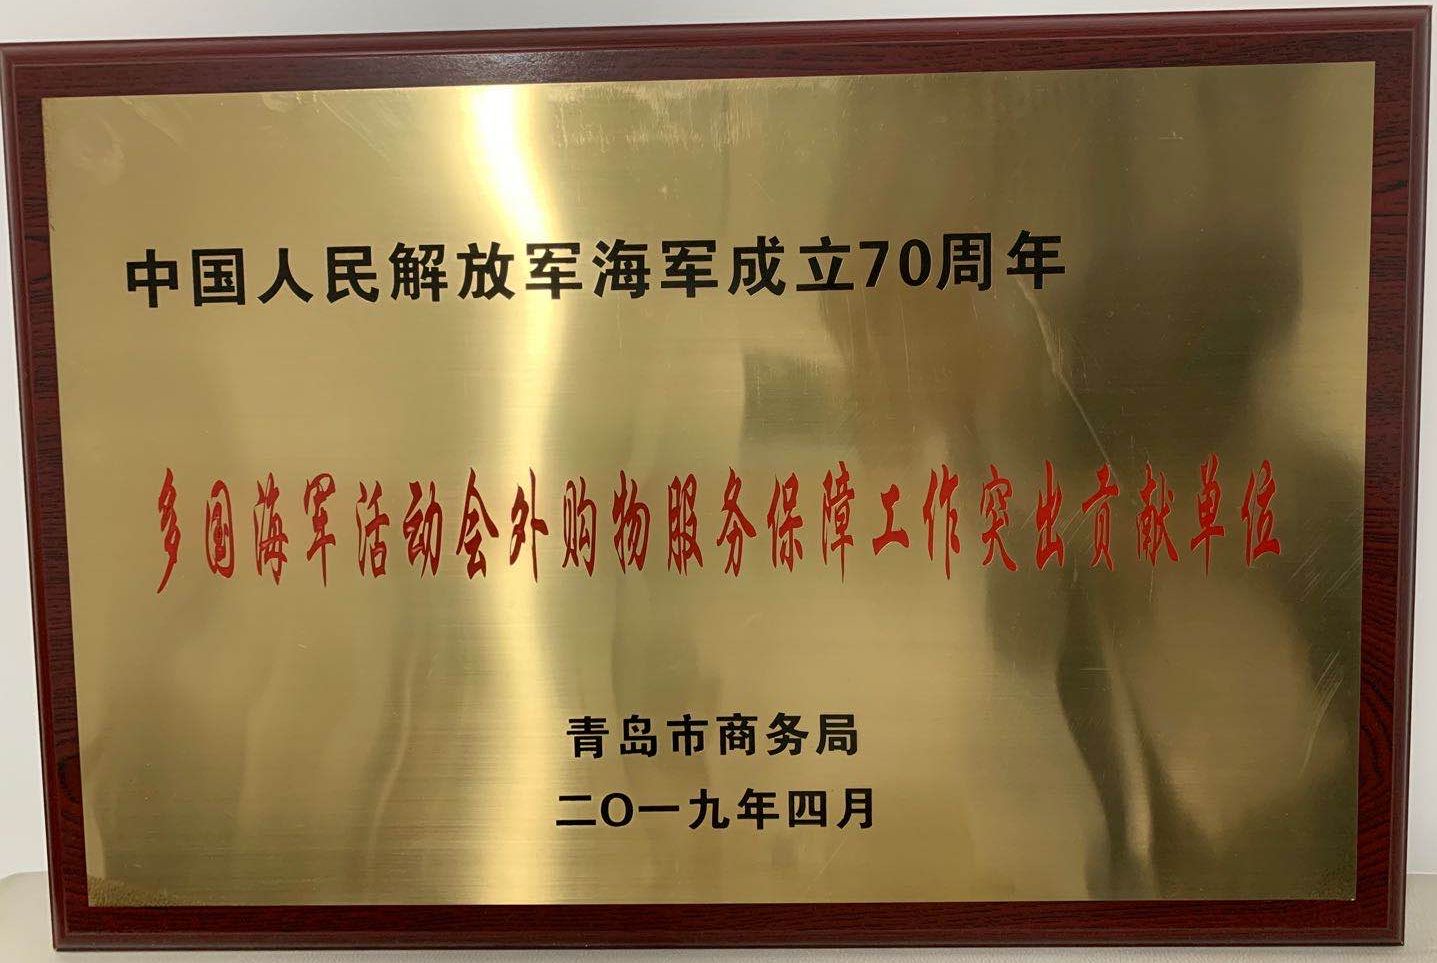 中国人民解放军海军成立70周年
多国海军活动会外购物服务保障工作突出贡献单位
青岛市商务局
二〇一九年四月